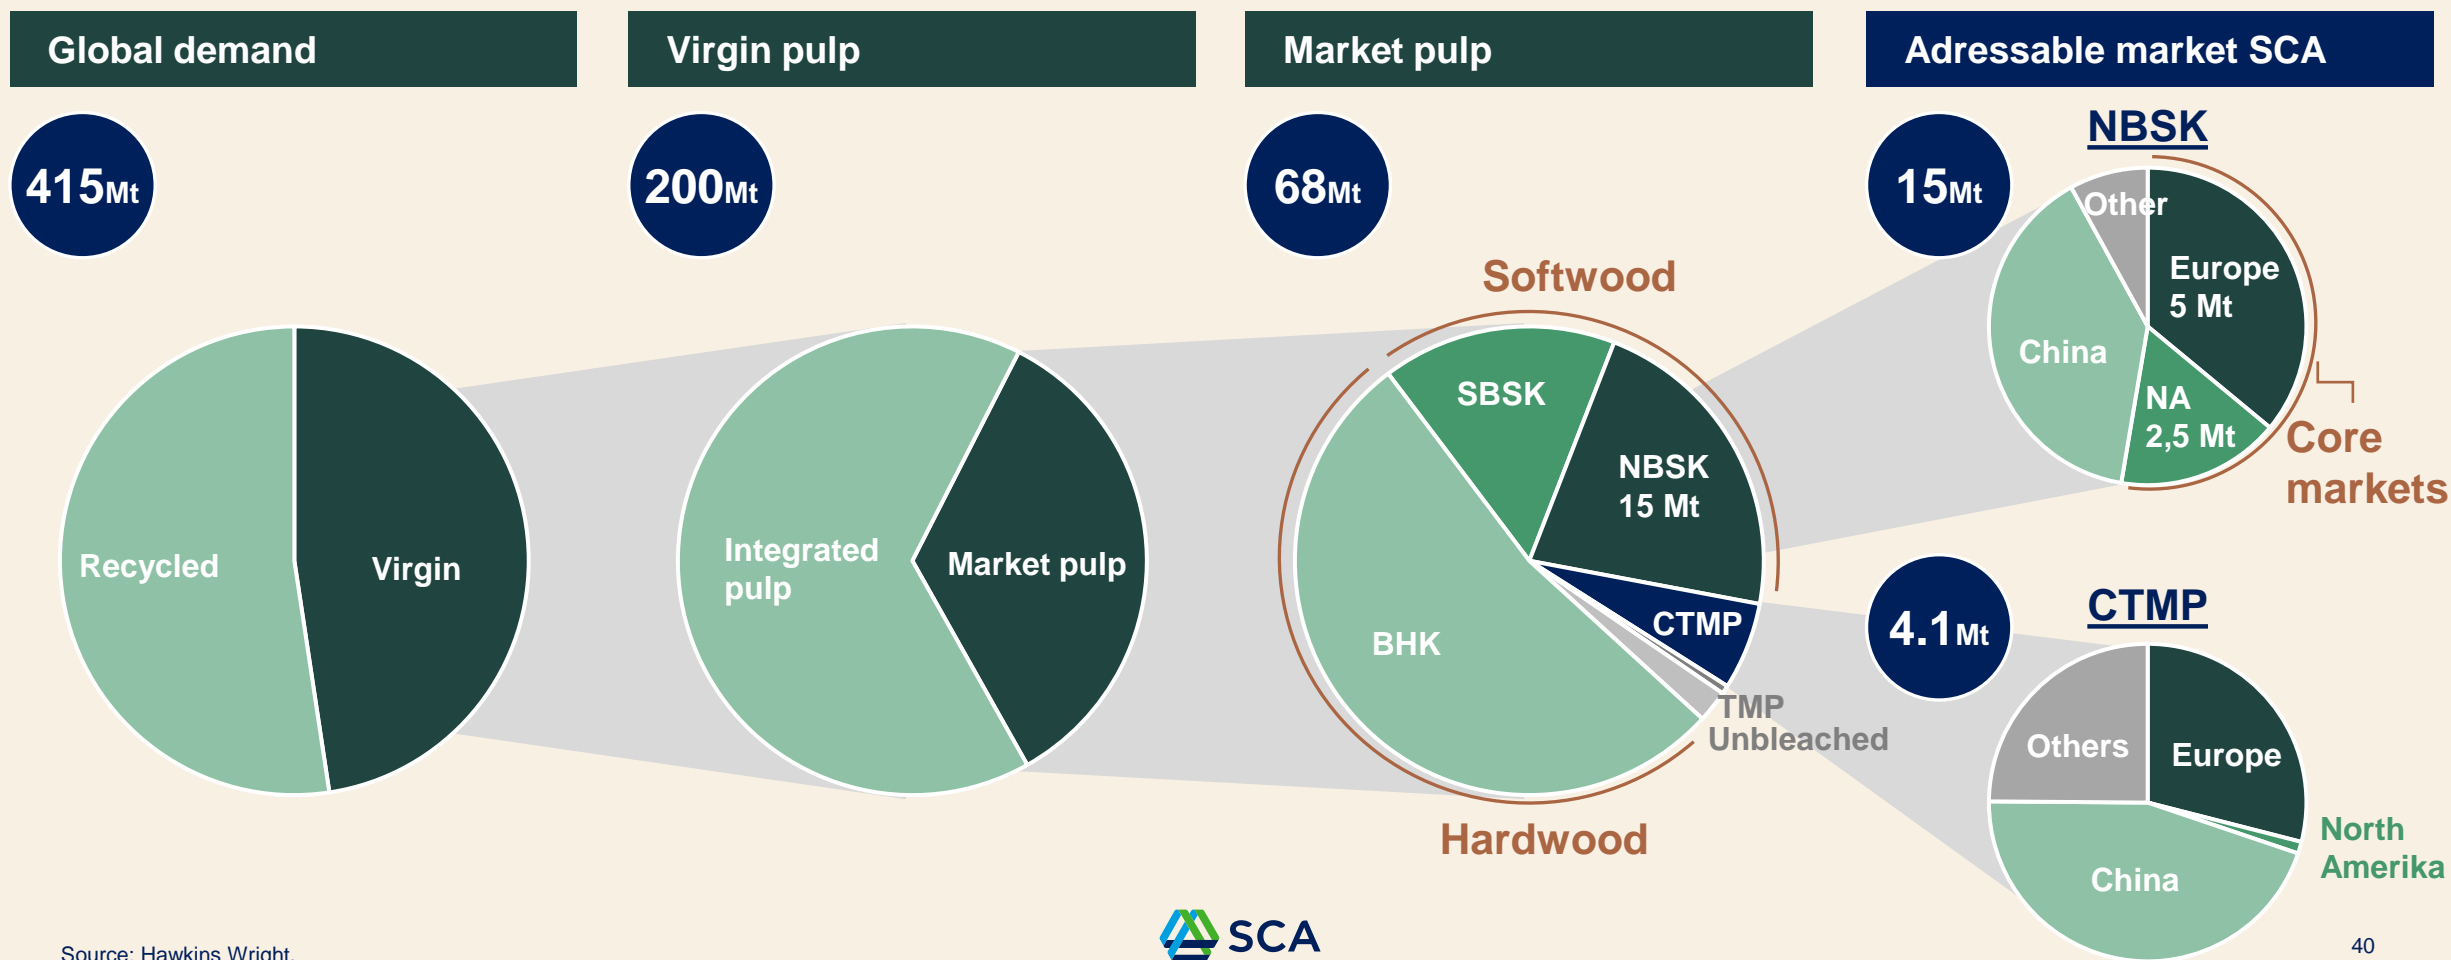 Global demand
415Mt
Recycled
Virgin
Virgin pulp
200Mt
Integrated
pulp
Market pulp
Market pulp
68Mt
Softwood
SBSK
NBSK
15 Mt
CTMP
BHK
TMP
Unbleached
Hardwood
Adressable market SCA
15Mt
NBSK
Other
Europe
5 Mt
China
NA
2,5 Mt
Core
markets
4.1Mt
CTMP
Others
Europe
North
Amerika
China
Source: Hawkins Wright.
SCA
40